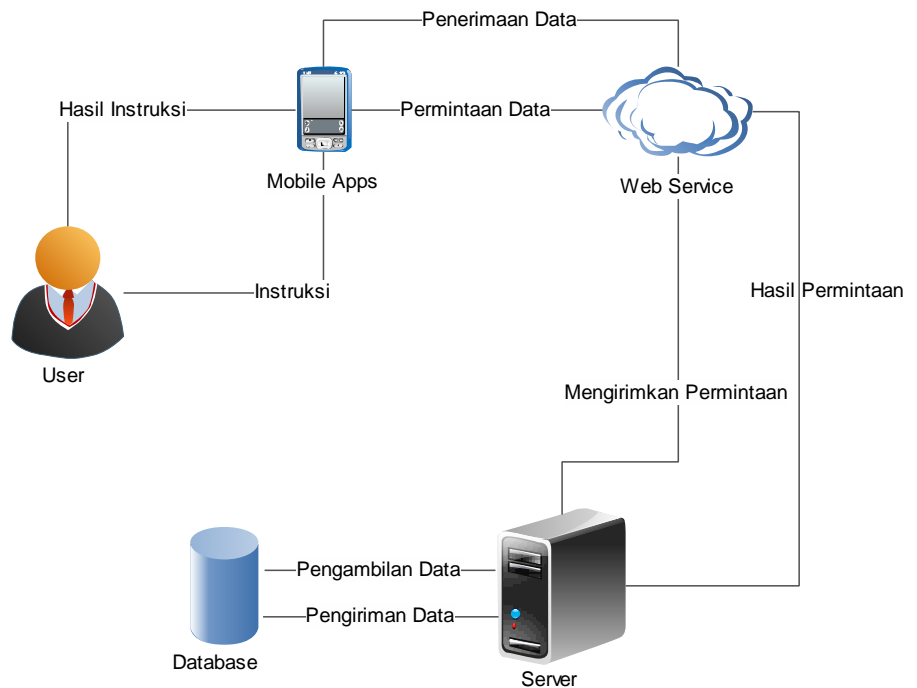 Penerimaan Data
Hasil Instruksi
Permintaan Data
Mobile Apps
Web Service
Instruksi
Hasil Permintaan
User
Mengirimkan Permintaan
Pengambilan Data
Pengiriman Data
Database
Server